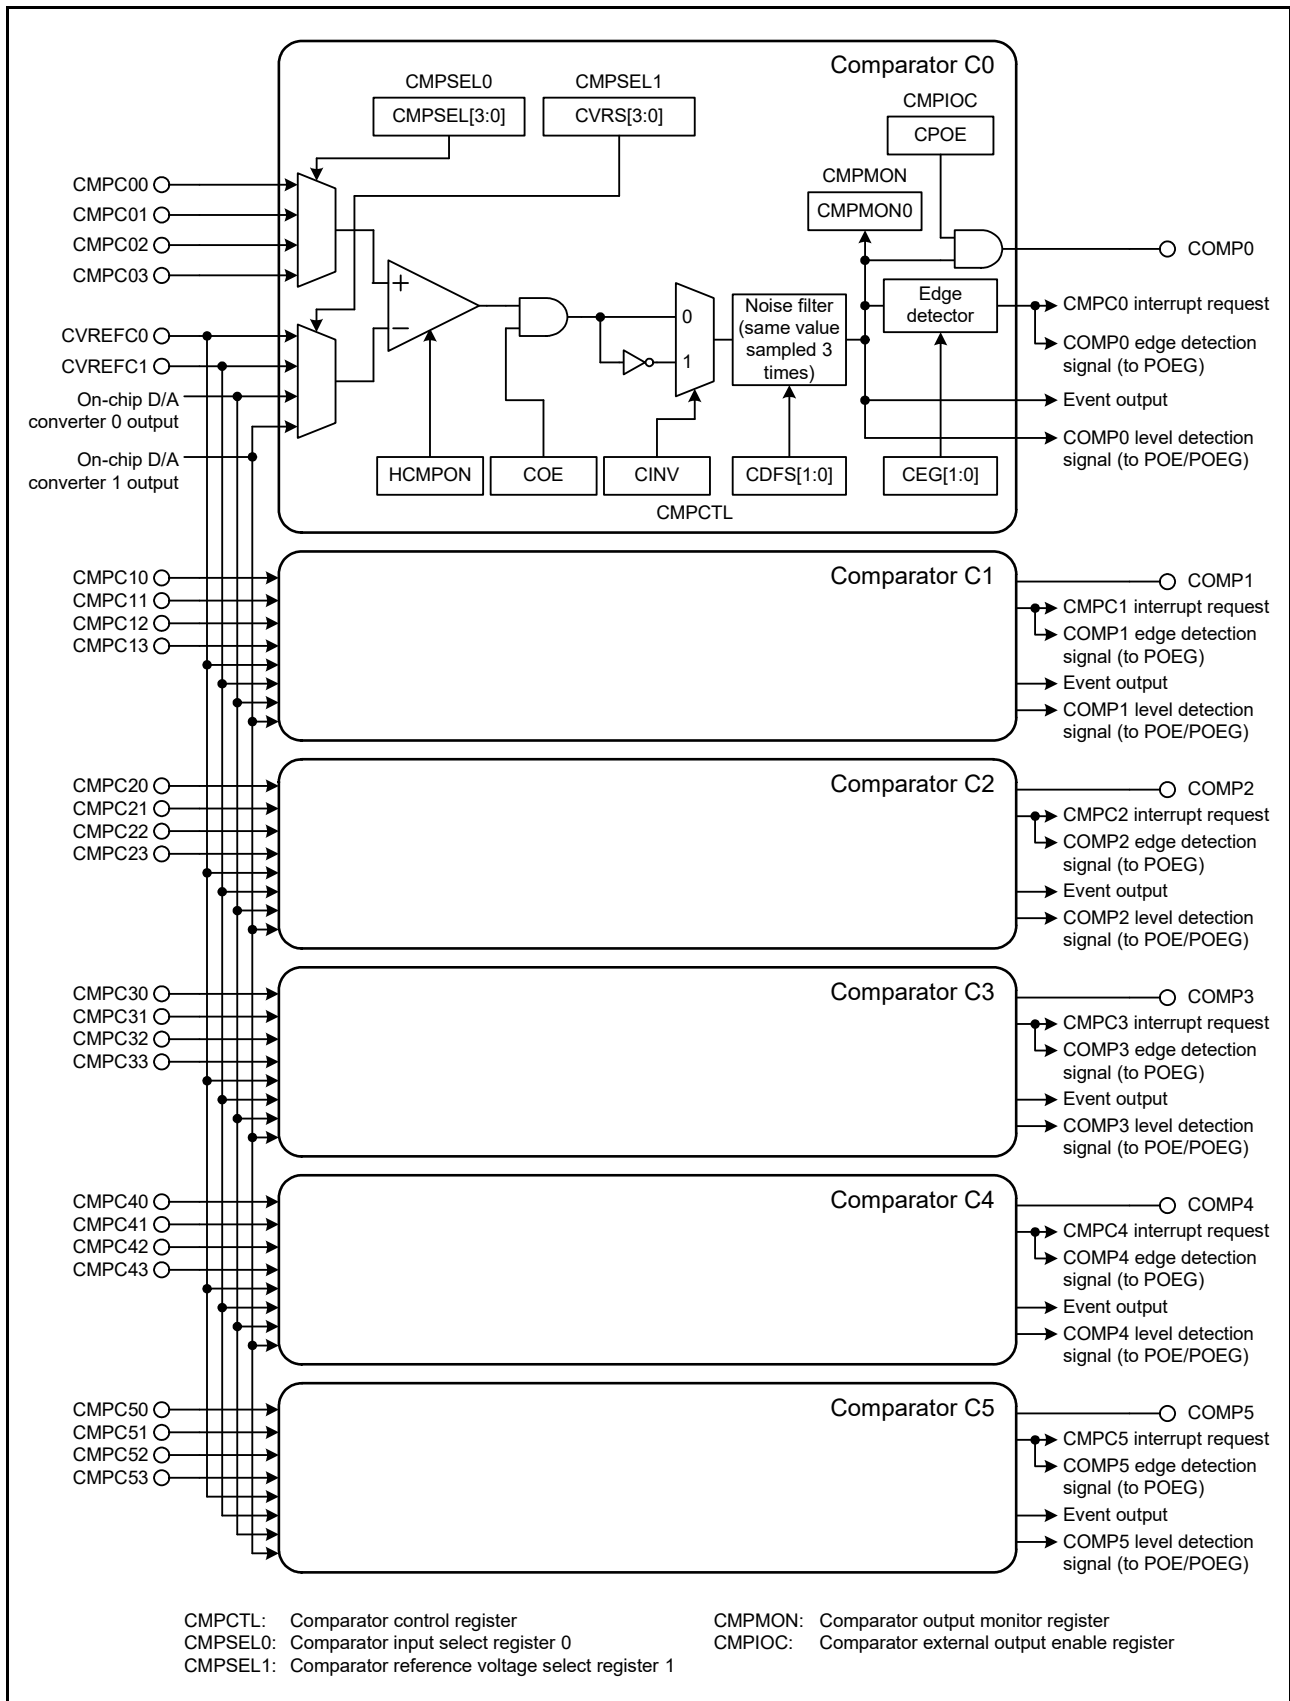 Comparator C0
CMPSEL0
CMPSEL1
CMPIOC
CMPSEL[3:0]
CVRS[3:0]
CPOE
CMPMON
CMPMON0
CMPC00
CMPC01
CMPC02
CMPC03
COMP0
+
−
Edge
detector
Noise filter
(same value
sampled 3
times)
0
1
CMPC0 interrupt request
COMP0 edge detection
signal (to POEG)
Event output
COMP0 level detection
signal (to POE/POEG)
CVREFC0
CVREFC1
On-chip D/A
converter 0 output
On-chip D/A
converter 1 output
HCMPON
COE
CINV
CDFS[1:0]
CEG[1:0]
CMPCTL
Comparator C1
CMPC10
CMPC11
CMPC12
CMPC13
COMP1
CMPC1 interrupt request
COMP1 edge detection
signal (to POEG)
Event output
COMP1 level detection
signal (to POE/POEG)
Comparator C2
CMPC20
CMPC21
CMPC22
CMPC23
COMP2
CMPC2 interrupt request
COMP2 edge detection
signal (to POEG)
Event output
COMP2 level detection
signal (to POE/POEG)
Comparator C3
CMPC30
CMPC31
CMPC32
CMPC33
COMP3
CMPC3 interrupt request
COMP3 edge detection
signal (to POEG)
Event output
COMP3 level detection
signal (to POE/POEG)
Comparator C4
CMPC40
CMPC41
CMPC42
CMPC43
COMP4
CMPC4 interrupt request
COMP4 edge detection
signal (to POEG)
Event output
COMP4 level detection
signal (to POE/POEG)
Comparator C5
CMPC50
CMPC51
CMPC52
CMPC53
COMP5
CMPC5 interrupt request
COMP5 edge detection
signal (to POEG)
Event output
COMP5 level detection
signal (to POE/POEG)
CMPCTL: Comparator control register
CMPSEL0: Comparator input select register 0
CMPSEL1: Comparator reference voltage select register 1
CMPMON: Comparator output monitor register
CMPIOC: Comparator external output enable register